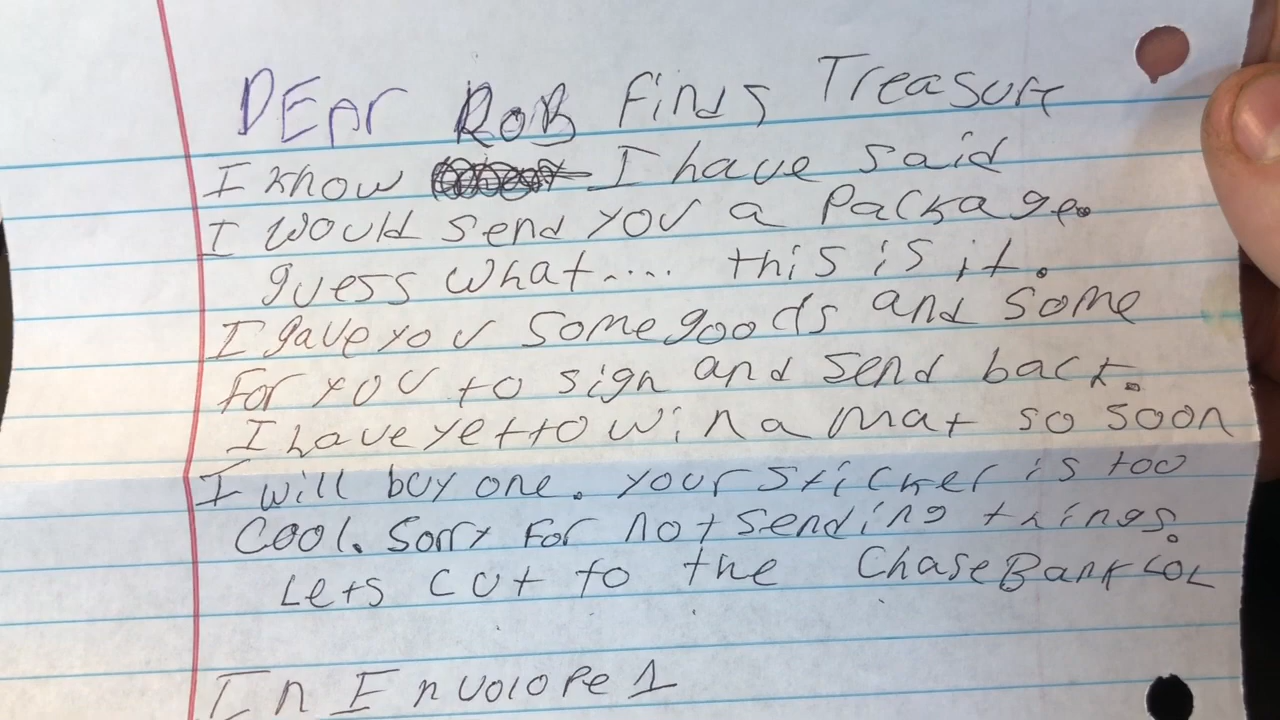 DEAr RoB finds Treasure
I know I have said
I would send you a Package.
guess what.... this is it.
I gave you some goods and some
for you to sign and send back.
I have yet to win a mat so soon
I will buy one. your sticker is too
Cool. Sorry for not sending things.
Lets cut to the Chase Bank LOL
In Envolope 1